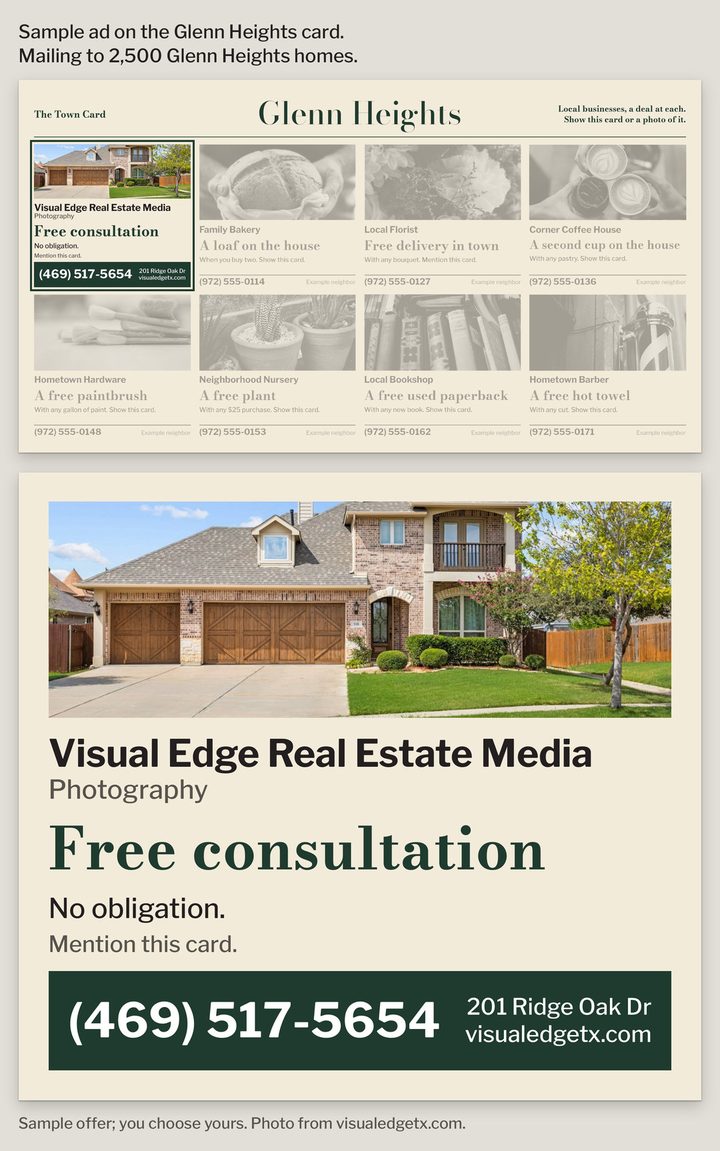 Sample ad on the Glenn Heights card.
Mailing to 2,500 Glenn Heights homes.
The Town Card
Glenn Heights
Local businesses, a deal at each.
Show this card or a photo of it.
Visual Edge Real Estate Media
Photography
Free consultation
No obligation.
Mention this card.
(469) 517-5654
201 Ridge Oak Dr
visualedgetx.com
Family Bakery
A loaf on the house
When you buy two. Show this card.
(972) 555-0114
Local Florist
Free delivery in town
With any bouquet. Mention this card.
(972) 555-0127
Example neighbor
Corner Coffee House
A second cup on the house
With any pastry. Show this card.
(972) 555-0136
Example neighbor
Hometown Hardware
A free paintbrush
With any gallon of paint. Show this card.
(972) 555-0148
Example neighbor
Neighborhood Nursery
A free plant
With any $25 purchase. Show this card.
(972) 555-0153
Example neighbor
Local Bookshop
A free used paperback
With any new book. Show this card.
(972) 555-0162
Example neighbor
Hometown Barber
A free hot towel
With any cut. Show this card.
(972) 555-0171
Example neighbor
Visual Edge Real Estate Media
Photography
Free consultation
No obligation.
Mention this card.
(469) 517-5654
201 Ridge Oak Dr
visualedgetx.com
Sample offer; you choose yours. Photo from visualedgetx.com.